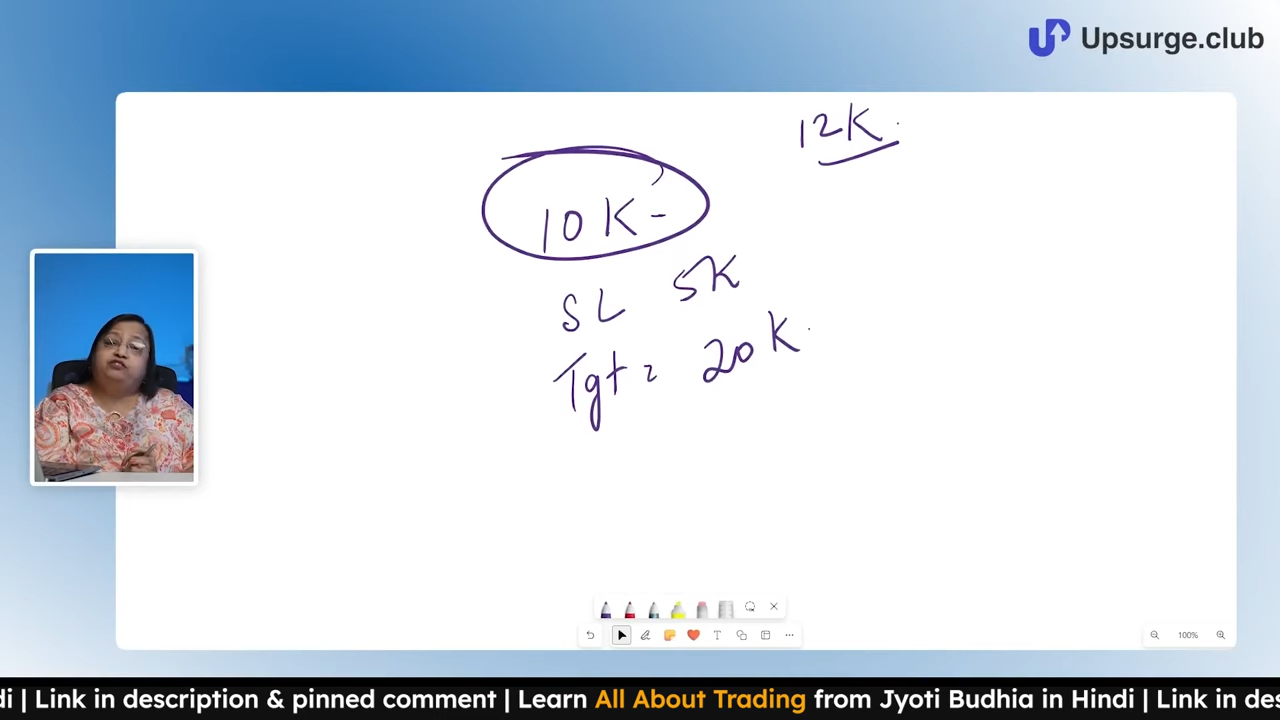 Upsurge.club
12K.
10K-
SL 5K
Tgt = 20K.
100%
di | Link in description & pinned comment | Learn All About Trading from Jyoti Budhia in Hindi | Link in des